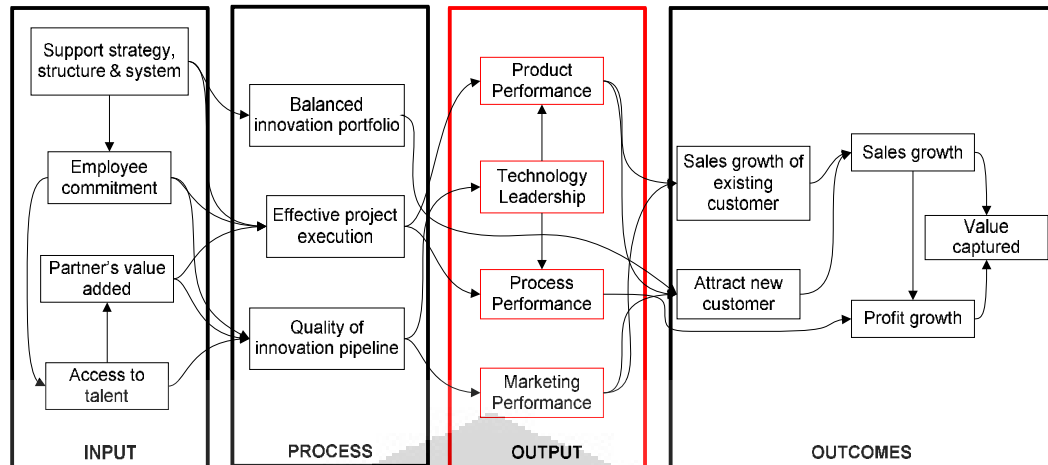 Support strategy,
structure & system
Employee
commitment
Partner's value
added
Access to
talent
INPUT
Balanced
innovation portfolio
Effective project
execution
Quality of
innovation pipeline
PROCESS
Product
Performance
Technology
Leadership
Process
Performance
Marketing
Performance
OUTPUT
Sales growth of
existing
customer
Attract new
customer
Sales growth
Value
captured
Profit growth
OUTCOMES